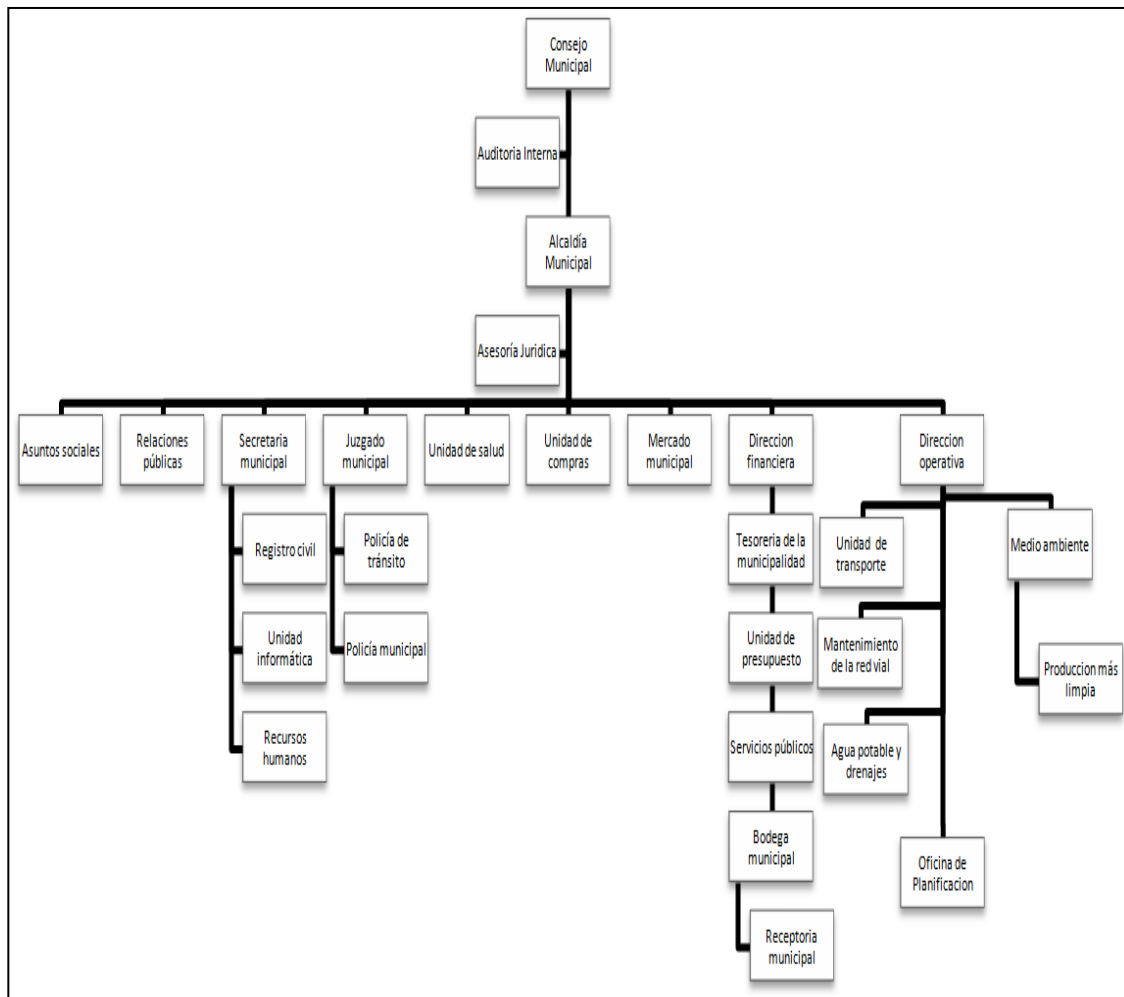 Consejo
Municipal
Auditoria Interna
Alcaldía
Municipal
Asesoría Juridica
Asuntos sociales
Relaciones
públicas
Secretaria
municipal
Juzgado
municipal
Unidad de salud
Unidad de
compras
Mercado
municipal
Direccion
financiera
Direccion
operativa
Registro civil
Unidad
informática
Recursos
humanos
Policía de
tránsito
Policía municipal
Tesoreria de la
municipalidad
Unidad de
presupuesto
Servicios públicos
Bodega
municipal
Receptoria
municipal
Unidad de
transporte
Mantenimiento
de la red vial
Agua potable y
drenajes
Oficina de
Planificacion
Medio ambiente
Produccion más
limpia